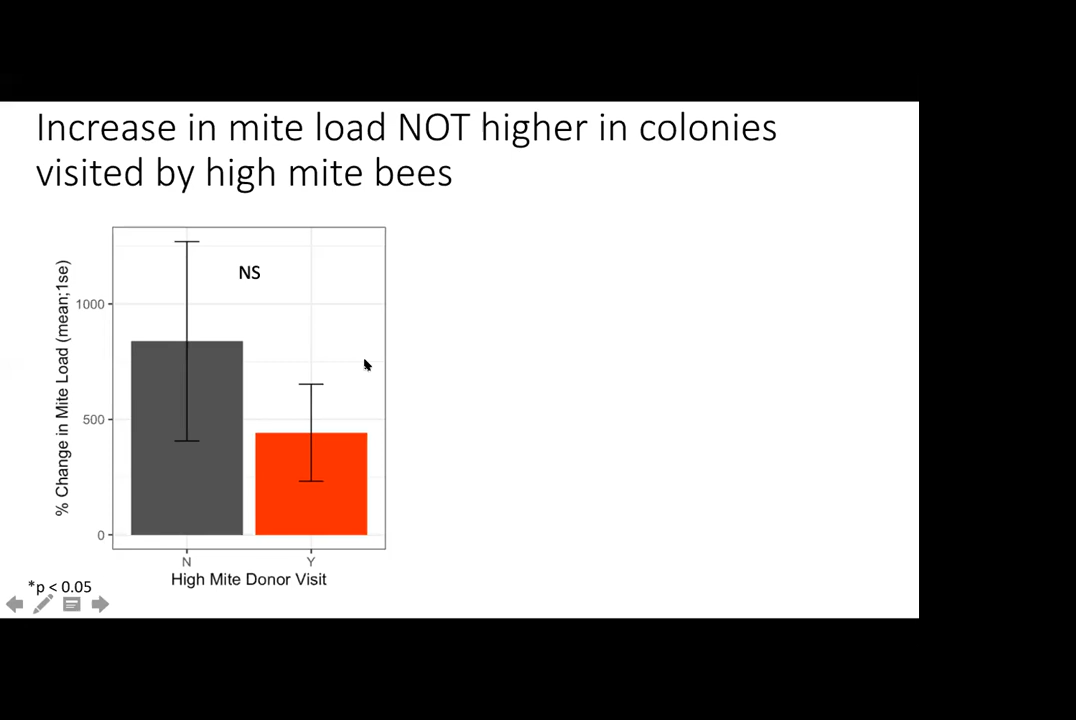 Increase in mite load NOT higher in colonies
visited by high mite bees
% Change in Mite Load (mean;1se)
1000
500
0
NS
N
Y
High Mite Donor Visit
*p < 0.05